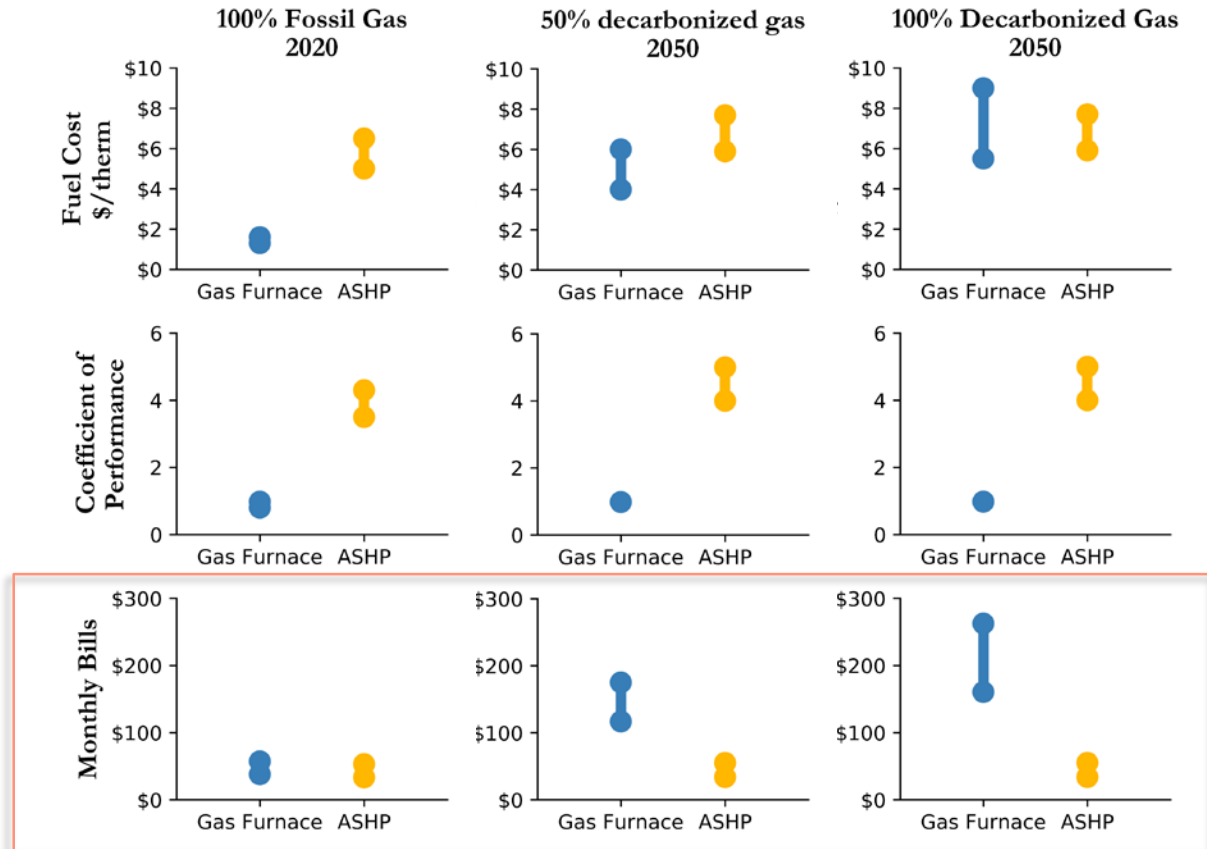 100% Fossil Gas
2020
50% decarbonized gas
2050
100% Decarbonized Gas
2050
Fuel Cost
$/therm
$10
$8
$6
$4
$2
$0
Gas Furnace ASHP
$10
$8
$6
$4
$2
$0
Gas Furnace ASHP
$10
$8
$6
$4
$2
$0
Gas Furnace ASHP
Coefficient of
Performance
6
4
2
0
Gas Furnace ASHP
6
4
2
0
Gas Furnace ASHP
6
4
2
0
Gas Furnace ASHP
Monthly Bills
$300
$200
$100
$0
Gas Furnace ASHP
$300
$200
$100
$0
Gas Furnace ASHP
$300
$200
$100
$0
Gas Furnace ASHP